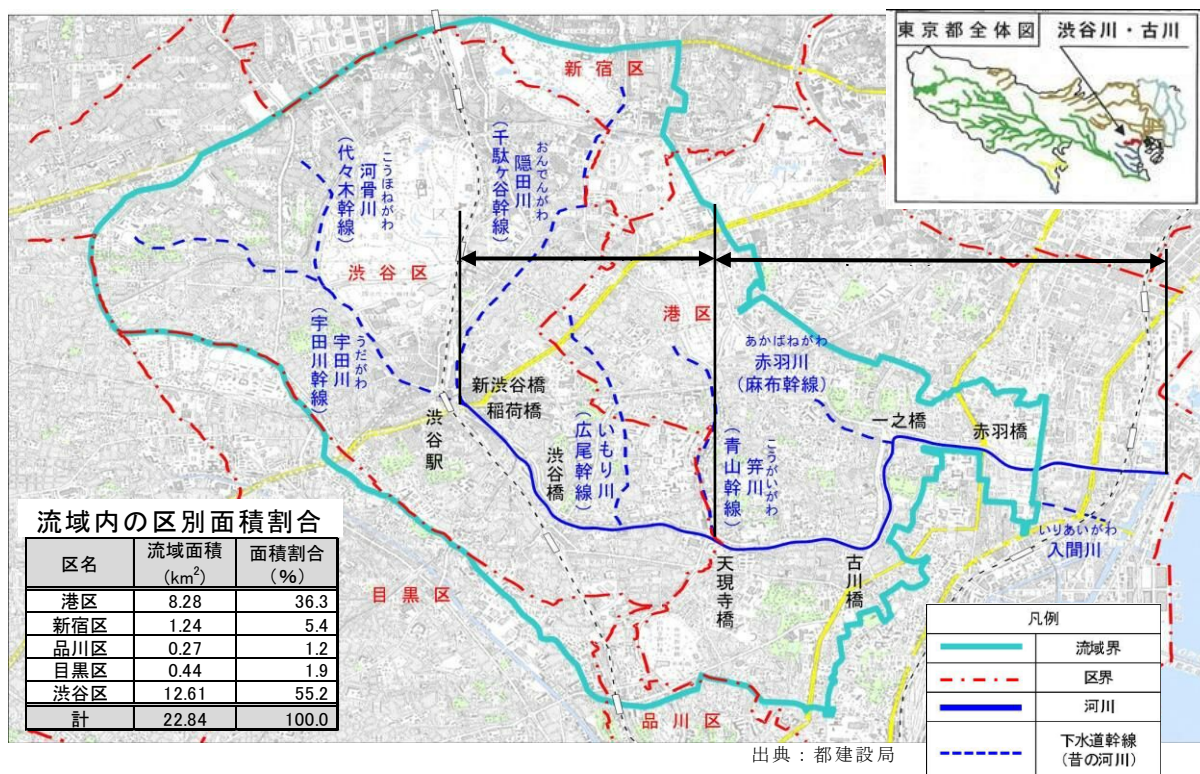 東京都全体図 渋谷川・古川
新宿区
おんでんがわ
隠田川
(千駄ヶ谷幹線)
こうほねがわ
河骨川
(代々木幹線)
渋谷区
港区
うだがわ
宇田川
(宇田川幹線)
あかばねがわ
赤羽川
(麻布幹線)
新渋谷橋
稲荷橋
一之橋
赤羽橋
渋谷駅
渋谷橋
いもり川
(広尾幹線)
こうがいがわ
笄川
(青山幹線)
いりあいがわ
入間川
天現寺橋
古川橋
目黒区
品川区
流域内の区別面積割合
区名 流域面積(km²) 面積割合(%)
港区 8.28 36.3
新宿区 1.24 5.4
品川区 0.27 1.2
目黒区 0.44 1.9
渋谷区 12.61 55.2
計 22.84 100.0
凡例
流域界
区界
河川
下水道幹線
(昔の河川)
出典:都建設局